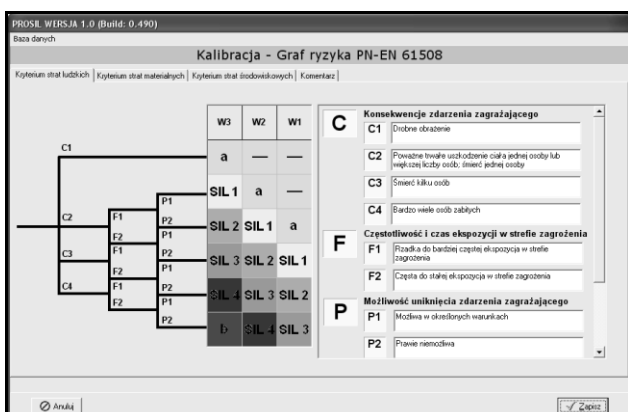 PROSIL WERSJA 1.0 (Build: 0.490)
Baza danych
Kalibracja - Graf ryzyka PN-EN 61508
Kryterium strat ludzkich
Kryterium strat materialnych
Kryterium strat środowiskowych
Komentarz
W3 W2 W1
C1
a — —
P1
SIL 1 a —
C2
F1
P2
SIL 2 SIL 1 a
F2
P1
C3
F1
P2
SIL 3 SIL 2 SIL 1
F2
P1
C4
F1
P2
SIL 4 SIL 3 SIL 2
F2
P1
P2
b SIL 4 SIL 3
C Konsekwencje zdarzenia zagrażającego
C1 Drobne obrażenie
C2 Poważne trwałe uszkodzenie ciała jednej osoby lub
większej liczby osób; śmierć jednej osoby
C3 Śmierć kilku osób
C4 Bardzo wiele osób zabitych
F Częstotliwość i czas ekspozycji w strefie zagrożenia
F1 Rzadka do bardziej częstej ekspozycja w strefie
zagrożenia
F2 Częsta do stałej ekspozycja w strefie zagrożenia
P Możliwość uniknięcia zdarzenia zagrażającego
P1 Możliwa w określonych warunkach
P2 Prawie niemożliwa
Anuluj
Zapisz